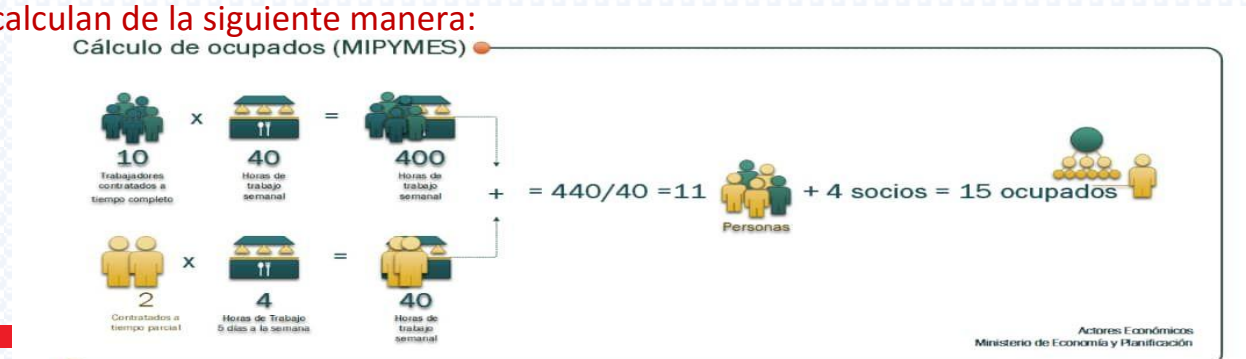 calculan de la siguiente manera:
Cálculo de ocupados (MIPYMES)
10
Trabajadores
contratados a
tiempo completo
x
40
Horas de
trabajo
semanal
=
400
Horas de
trabajo
semanal
+
= 440/40 =11
Personas
+ 4 socios = 15 ocupados
2
Contratados a
tiempo parcial
x
4
Horas de Trabajo
5 días a la semana
=
40
Horas de
trabajo
semanal
Actores Económicos
Ministerio de Economía y Planificación